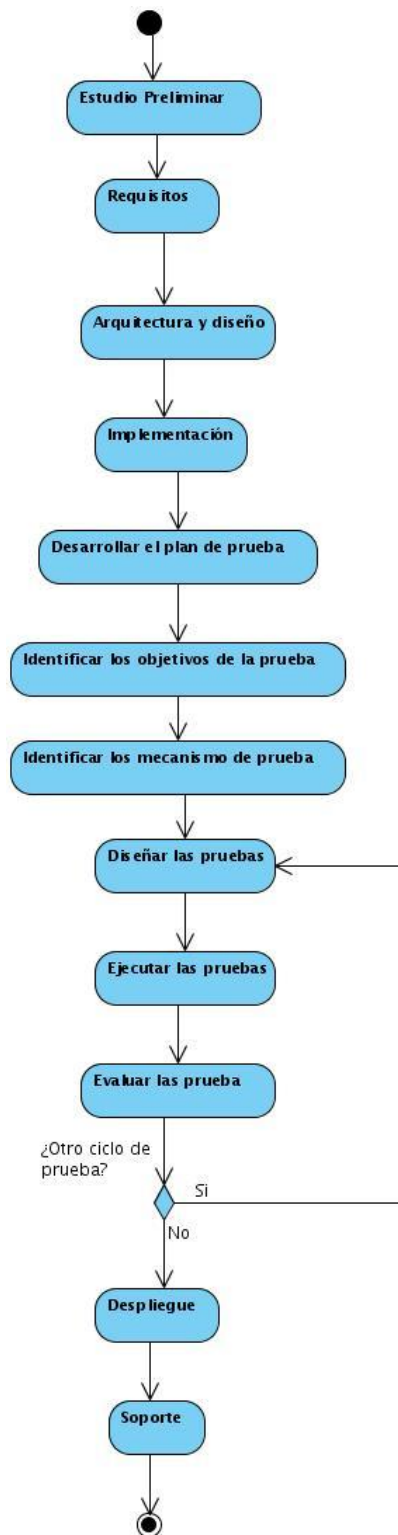 Estudio Preliminar
Requisitos
Arquitectura y diseño
Implementación
Desarrollar el plan de prueba
Identificar los objetivos de la prueba
Identificar los mecanismo de prueba
Diseñar las pruebas
Ejecutar las pruebas
Evaluar las prueba
¿Otro ciclo de
prueba?
Si
No
Despliegue
Soporte